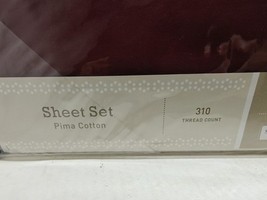 Sheet Set
Pima Cotton
310
THREAD COUNT